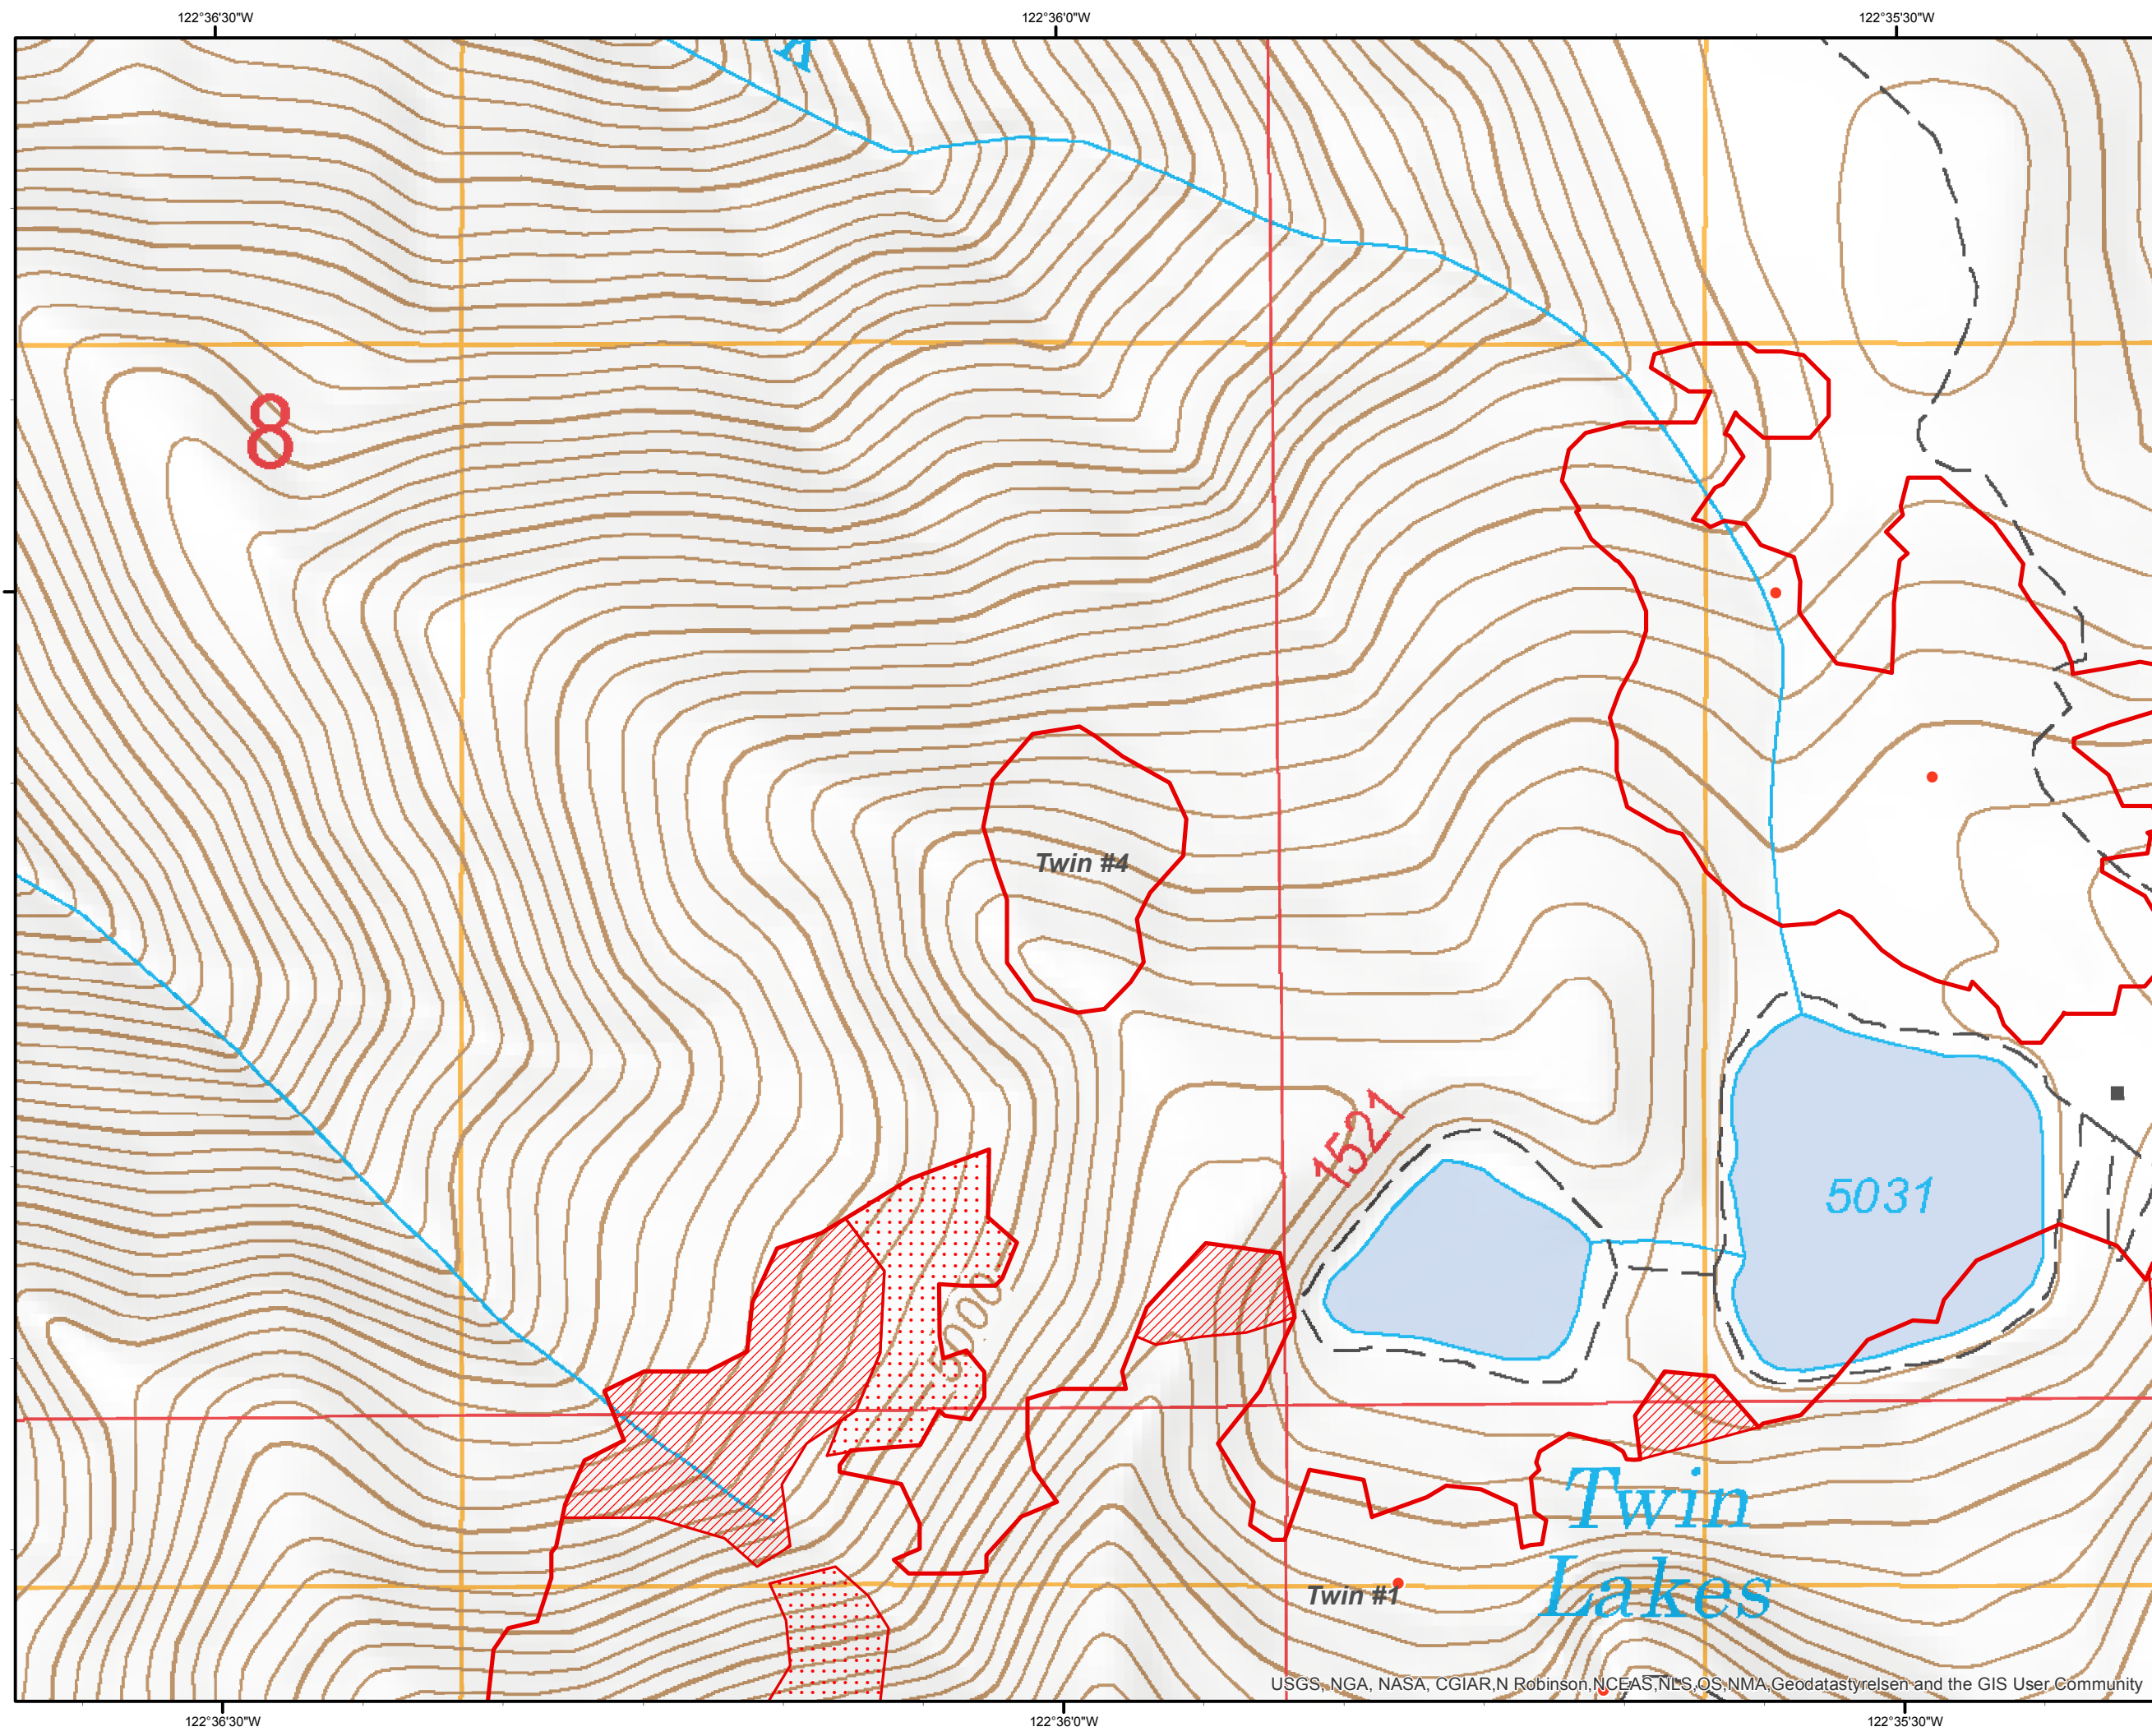 122°36'30"W
122°36'0"W
122°35'30"W
8
Twin #4
1521
5031
5000
Twin
Lakes
Twin #1
USGS, NGA, NASA, CGIAR,N Robinson,NCEAS,NLS,OS,NMA,Geodatastyrelsen and the GIS User Community
122°36'30"W
122°36'0"W
122°35'30"W